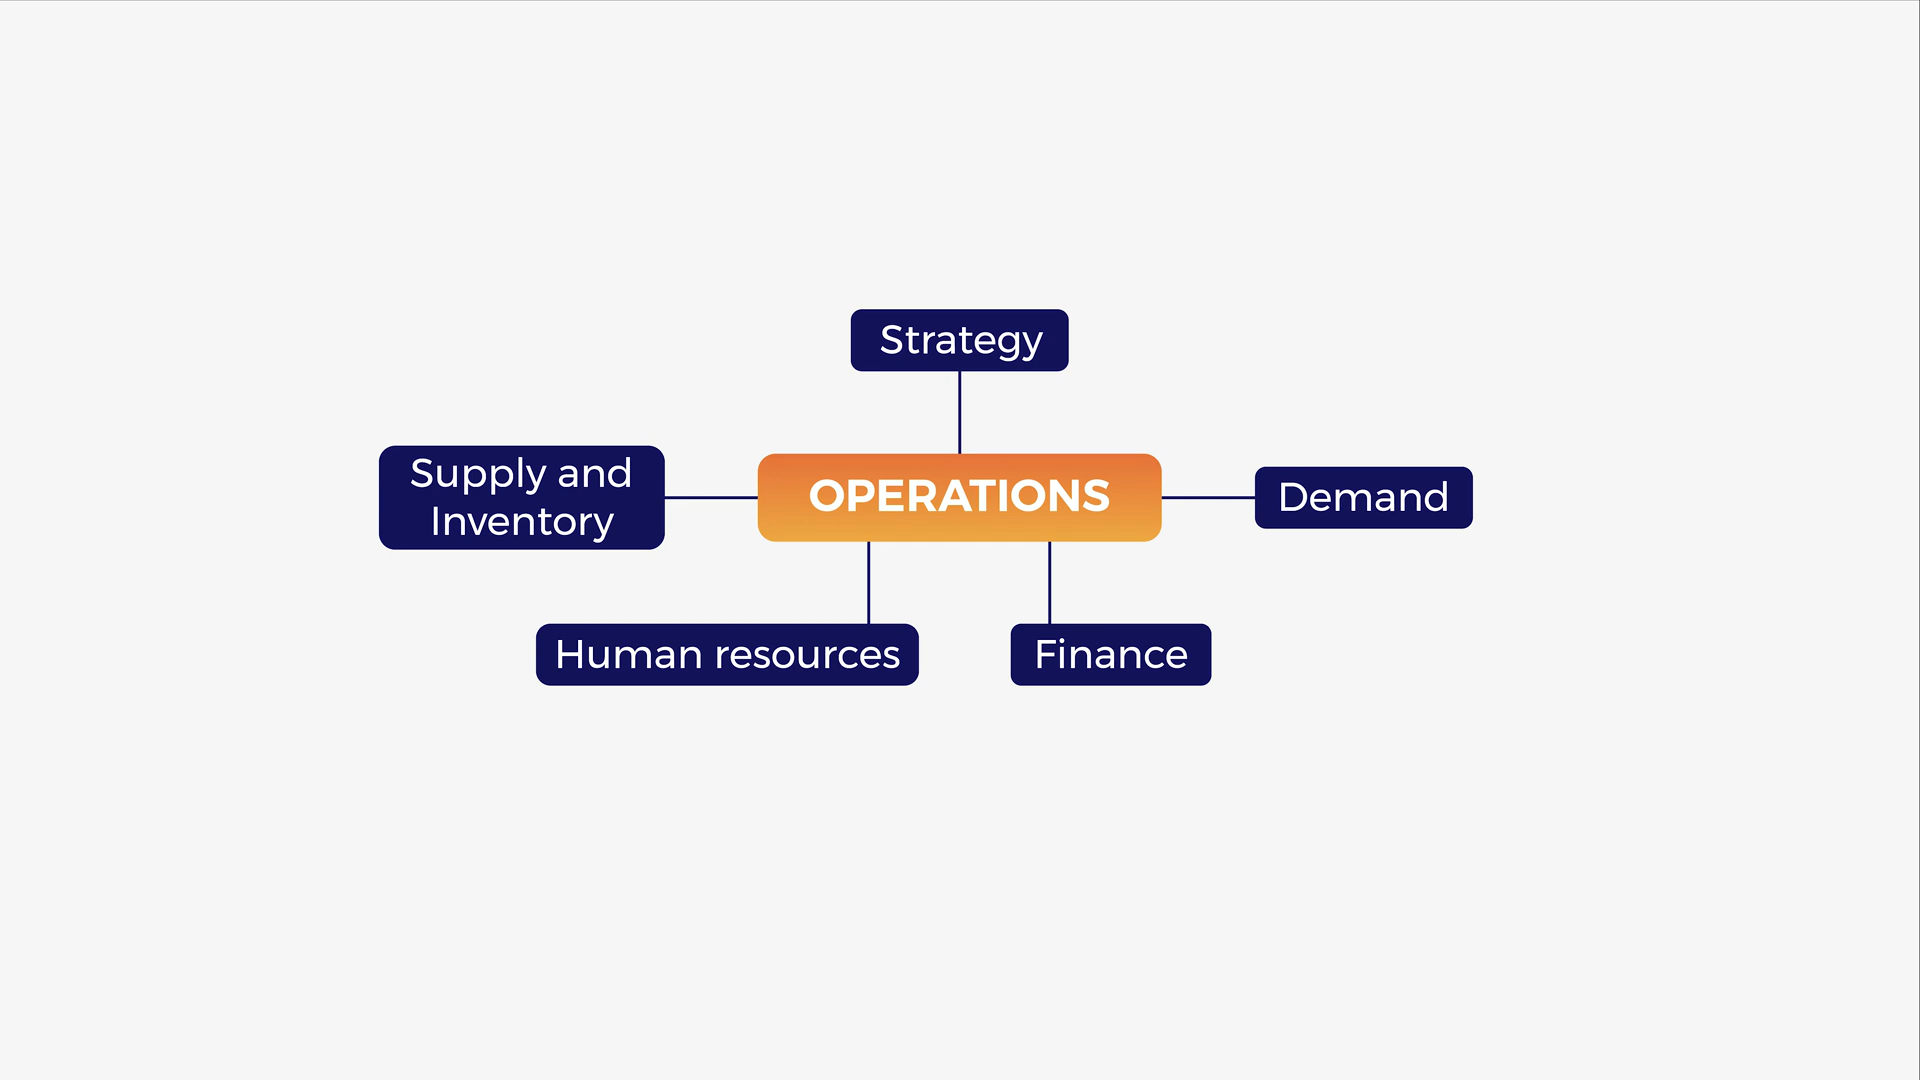 Strategy
Supply and
Inventory
OPERATIONS
Demand
Human resources
Finance